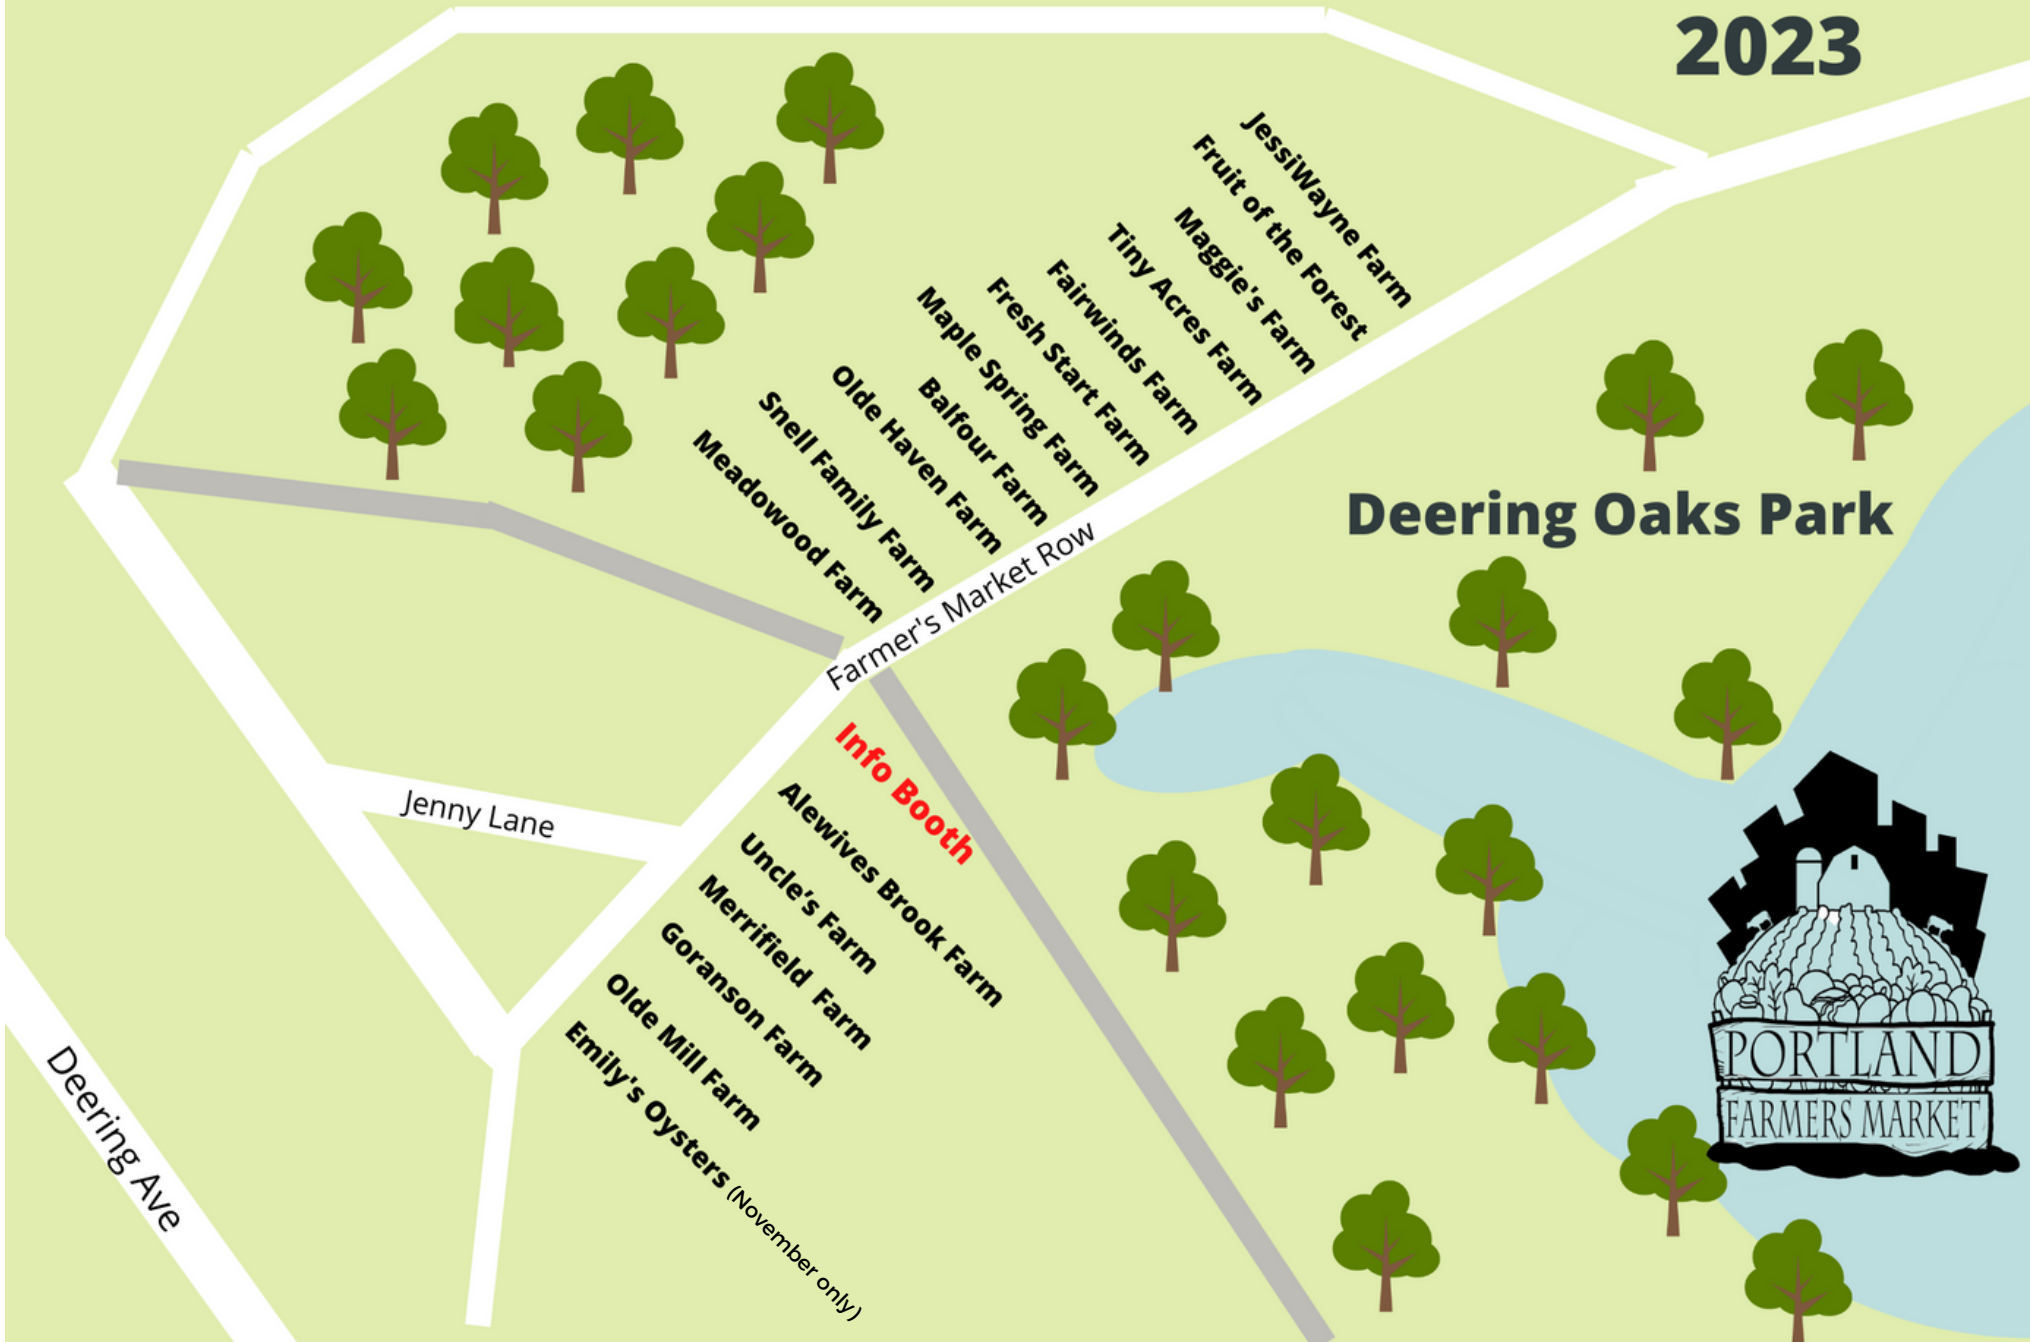 2023
JessiWayne Farm
Fruit of the Forest
Maggie's Farm
Tiny Acres Farm
Fairwinds Farm
Fresh Start Farm
Maple Spring Farm
Balfour Farm
Olde Haven Farm
Snell Family Farm
Meadowood Farm
Farmer's Market Row
Deering Oaks Park
Info Booth
Alewives Brook Farm
Uncle's Farm
Merrifield Farm
Goranson Farm
Olde Mill Farm
Emily's Oysters (November only)
Jenny Lane
Deering Ave
PORTLAND
FARMERS MARKET